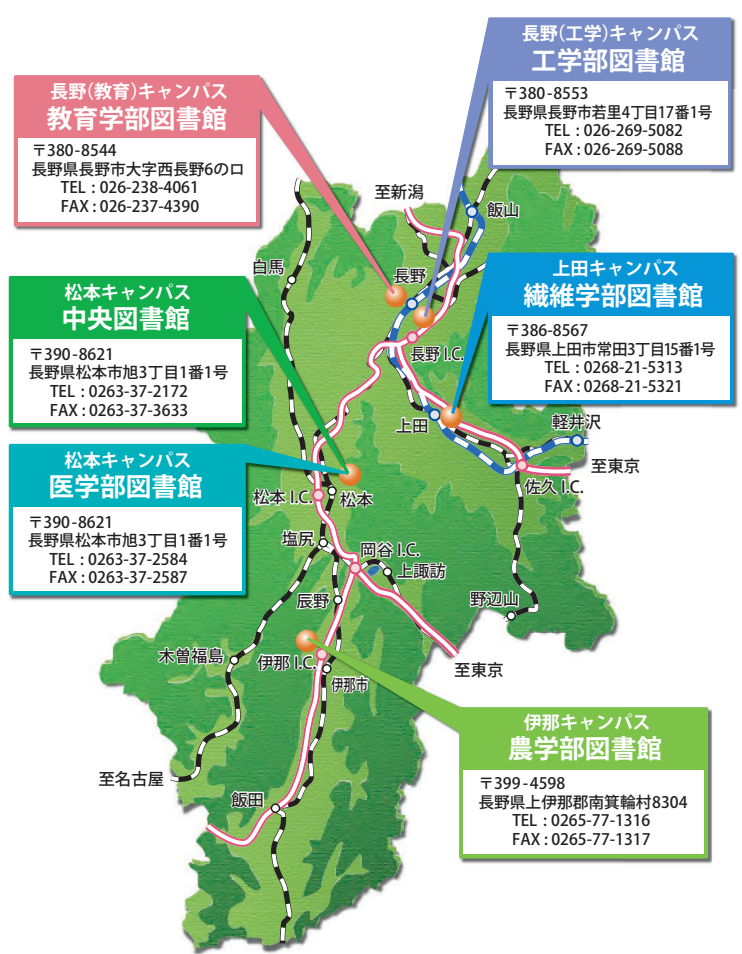 長野(工学)キャンパス
工学部図書館
〒380-8553
長野県長野市若里4丁目17番1号
TEL : 026-269-5082
FAX : 026-269-5088
長野(教育)キャンパス
教育学部図書館
〒380-8544
長野県長野市大字西長野6のロ
TEL : 026-238-4061
FAX : 026-237-4390
至新潟
飯山
白馬
長野
長野 I.C.
上田キャンパス
繊維学部図書館
〒386-8567
長野県上田市常田3丁目15番1号
TEL : 0268-21-5313
FAX : 0268-21-5321
松本キャンパス
中央図書館
〒390-8621
長野県松本市旭3丁目1番1号
TEL : 0263-37-2172
FAX : 0263-37-3633
上田
軽井沢
至東京
佐久 I.C.
松本キャンパス
医学部図書館
〒390-8621
長野県松本市旭3丁目1番1号
TEL : 0263-37-2584
FAX : 0263-37-2587
松本 I.C.
松本
塩尻
岡谷 I.C.
上諏訪
辰野
野辺山
木曽福島
伊那 I.C.
伊那市
至東京
至名古屋
飯田
伊那キャンパス
農学部図書館
〒399-4598
長野県上伊那郡南箕輪村8304
TEL : 0265-77-1316
FAX : 0265-77-1317